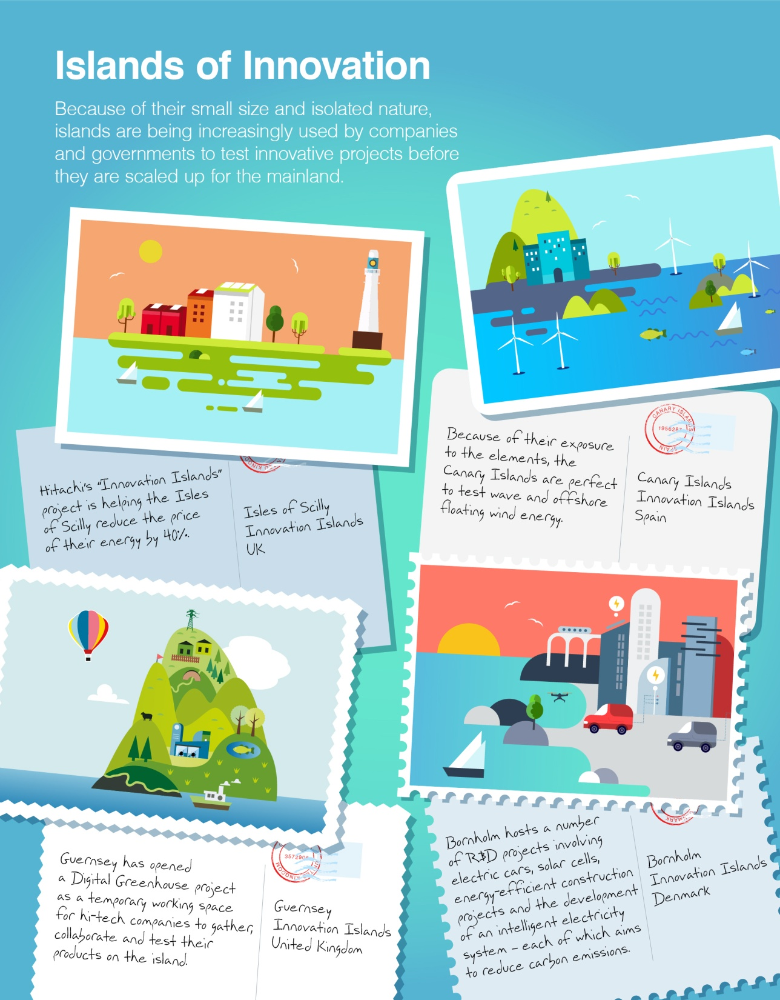 Islands of Innovation
Because of their small size and isolated nature,
islands are being increasingly used by companies
and governments to test innovative projects before
they are scaled up for the mainland.
Hitachi's "Innovation Islands"
project is helping the Isles
of Scilly reduce the price
of their energy by 40%.
Isles of Scilly
Innovation Islands
UK
CANARY ISLANDS
1956287
SPAIN
Because of their exposure
to the elements, the
Canary Islands are perfect
to test wave and offshore
floating wind energy.
Canary Islands
Innovation Islands
Spain
357290
UNITED KINGDOM
Guernsey has opened
a Digital Greenhouse project
as a temporary working space
for hi-tech companies to gather,
collaborate and test their
products on the island.
Guernsey
Innovation Islands
United Kingdom
Bornholm hosts a number
of R&D projects involving
electric cars, solar cells,
energy-efficient construction
projects and the development
of an intelligent electricity
system – each of which aims
to reduce carbon emissions.
Bornholm
Innovation Islands
Denmark